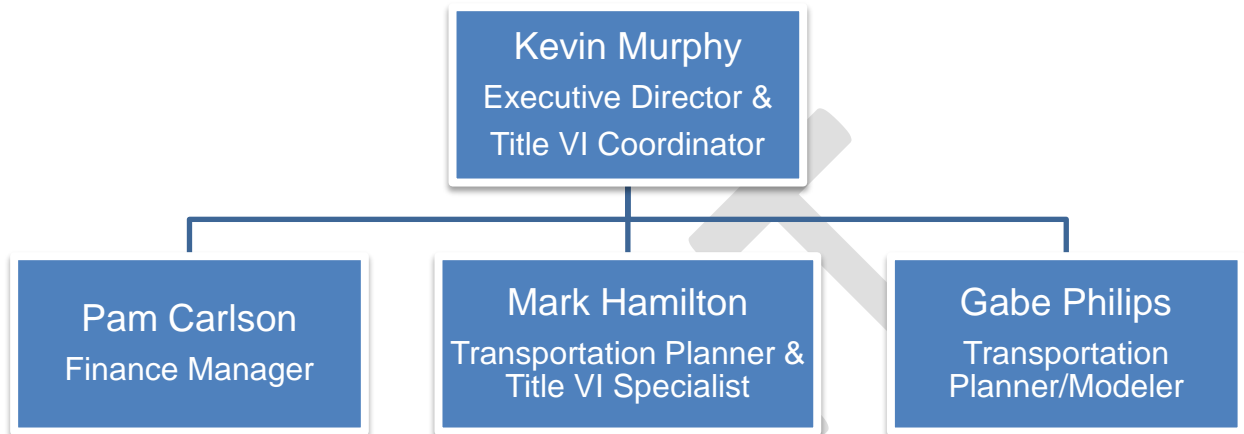 Kevin Murphy
Executive Director &
Title VI Coordinator
Pam Carlson
Finance Manager
Mark Hamilton
Transportation Planner &
Title VI Specialist
Gabe Philips
Transportation
Planner/Modeler